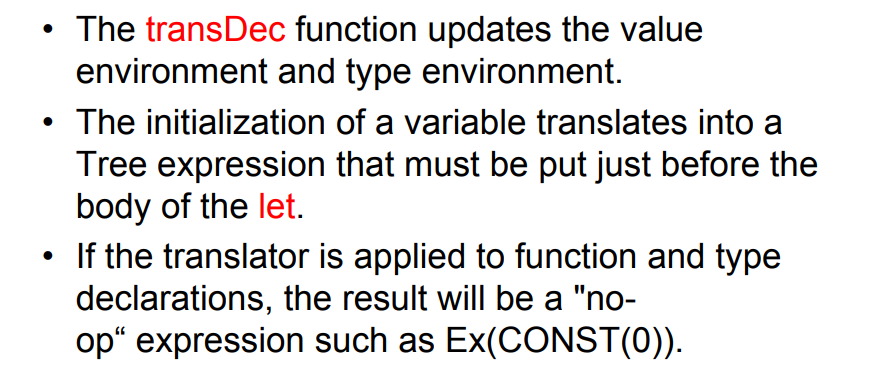 • The transDec function updates the value
environment and type environment.
• The initialization of a variable translates into a
Tree expression that must be put just before the
body of the let.
• If the translator is applied to function and type
declarations, the result will be a "no-
op“ expression such as Ex(CONST(0)).